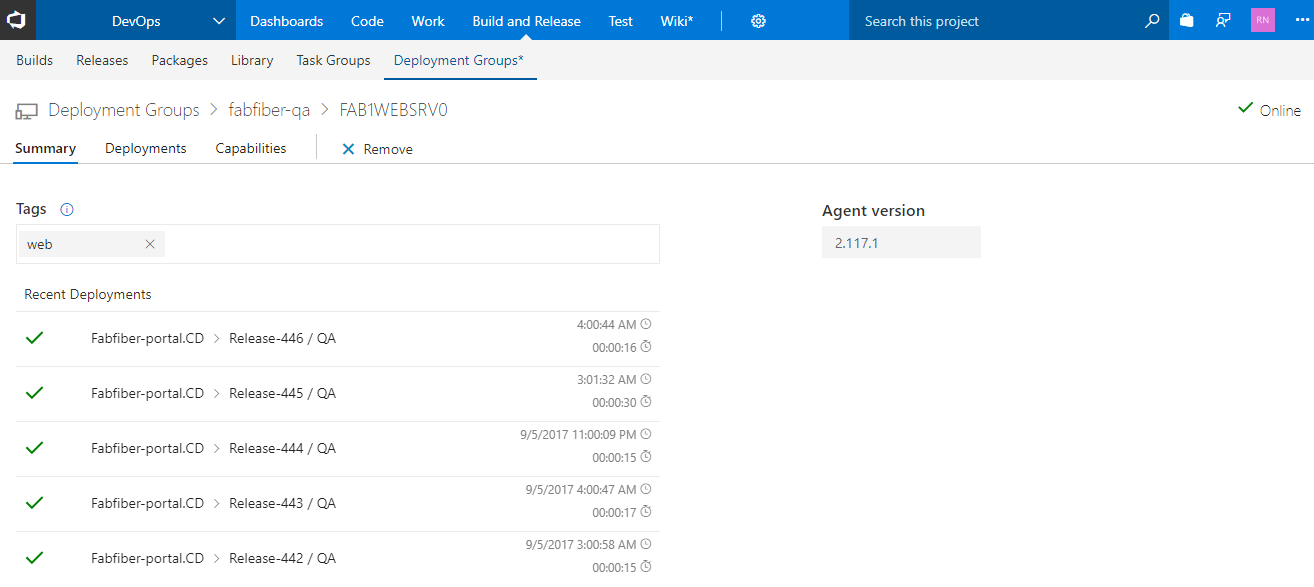 DevOps Dashboards Code Work Build and Release Test Wiki* Search this project RN
Builds Releases Packages Library Task Groups Deployment Groups*
Deployment Groups > fabfiber-qa > FAB1WEBSRV0 Online
Summary Deployments Capabilities Remove
Tags
web
Agent version
2.117.1
Recent Deployments
Fabfiber-portal.CD > Release-446 / QA 4:00:44 AM
00:00:16
Fabfiber-portal.CD > Release-445 / QA 3:01:32 AM
00:00:30
Fabfiber-portal.CD > Release-444 / QA 9/5/2017 11:00:09 PM
00:00:15
Fabfiber-portal.CD > Release-443 / QA 9/5/2017 4:00:47 AM
00:00:17
Fabfiber-portal.CD > Release-442 / QA 9/5/2017 3:00:58 AM
00:00:15